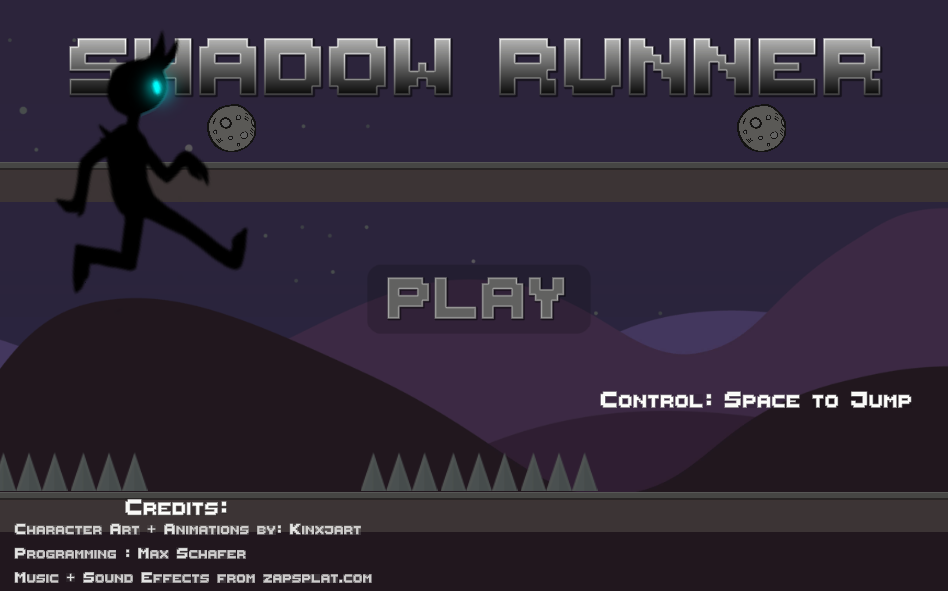 SHADOW RUNNER
PLAY
Control: Space to Jump
Credits:
Character Art + Animations by: Kinxjart
Programming : Max Schafer
Music + Sound Effects from zapsplat.com